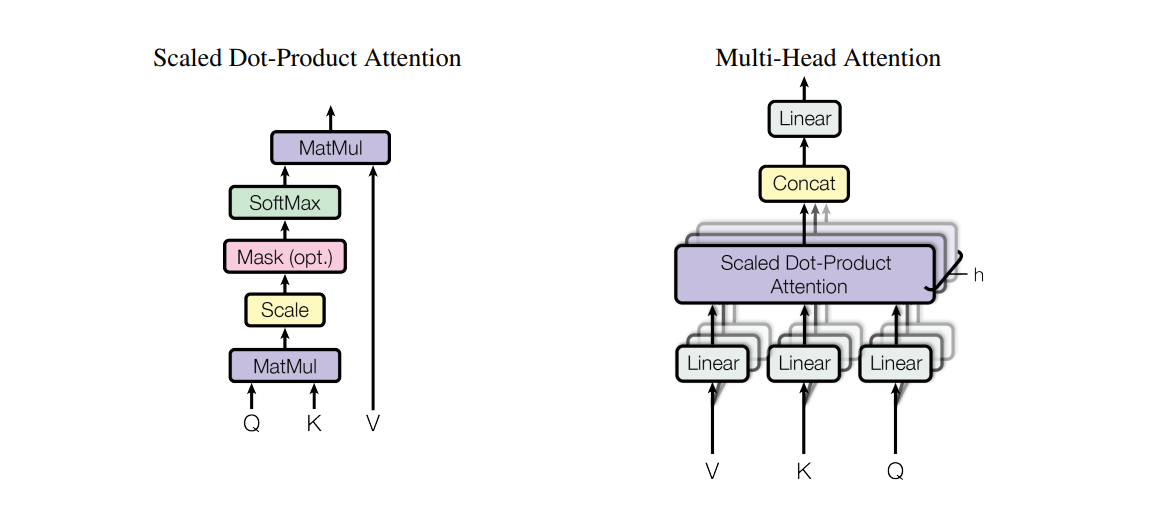 Scaled Dot-Product Attention
MatMul
SoftMax
Mask (opt.)
Scale
MatMul
Q K V
Multi-Head Attention
Linear
Concat
Scaled Dot-Product
Attention
h
Linear Linear Linear
V K Q